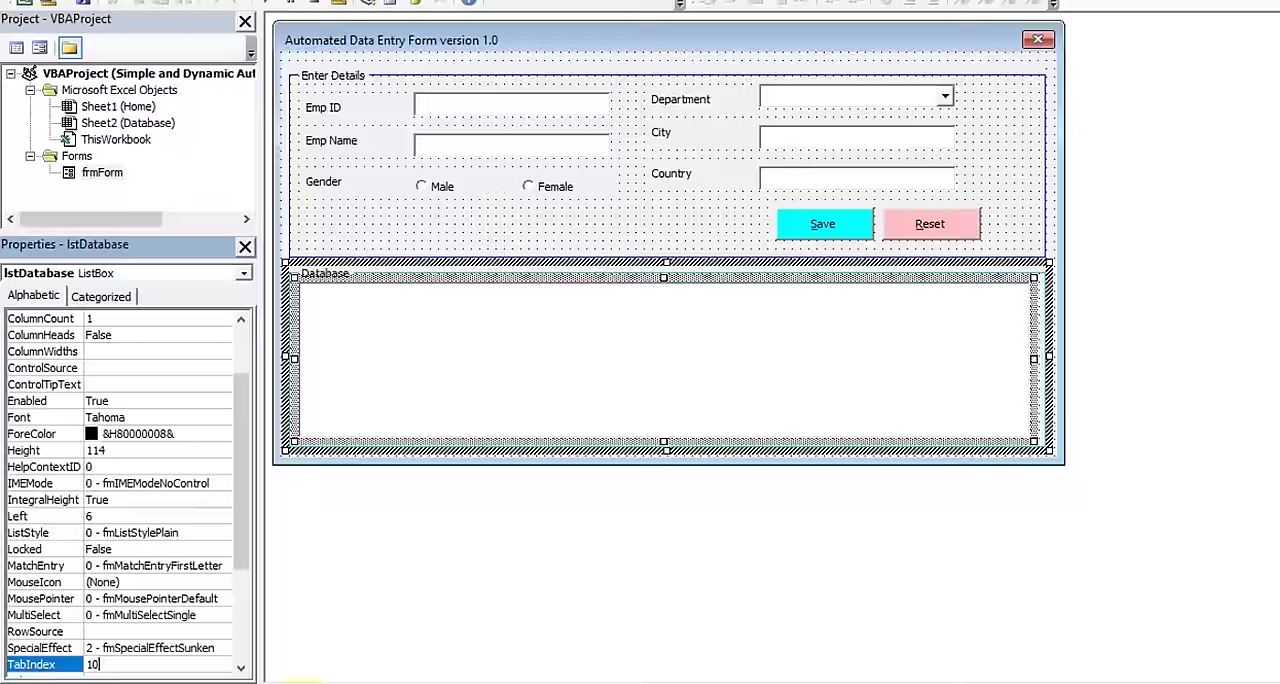 Project - VBAProject
VBAProject (Simple and Dynamic Aut
Microsoft Excel Objects
Sheet1 (Home)
Sheet2 (Database)
ThisWorkbook
Forms
frmForm
Properties - lstDatabase
lstDatabase ListBox
Alphabetic Categorized
ColumnCount 1
ColumnHeads False
ColumnWidths
ControlSource
ControlTipText
Enabled True
Font Tahoma
ForeColor &H80000008&
Height 114
HelpContextID 0
IMEMode 0 - fmIMEModeNoControl
IntegralHeight True
Left 6
ListStyle 0 - fmListStylePlain
Locked False
MatchEntry 0 - fmMatchEntryFirstLetter
MouseIcon (None)
MousePointer 0 - fmMousePointerDefault
MultiSelect 0 - fmMultiSelectSingle
RowSource
SpecialEffect 2 - fmSpecialEffectSunken
TabIndex 10
Automated Data Entry Form version 1.0
Enter Details
Emp ID
Department
Emp Name
City
Gender
Male
Female
Country
Save
Reset
Database